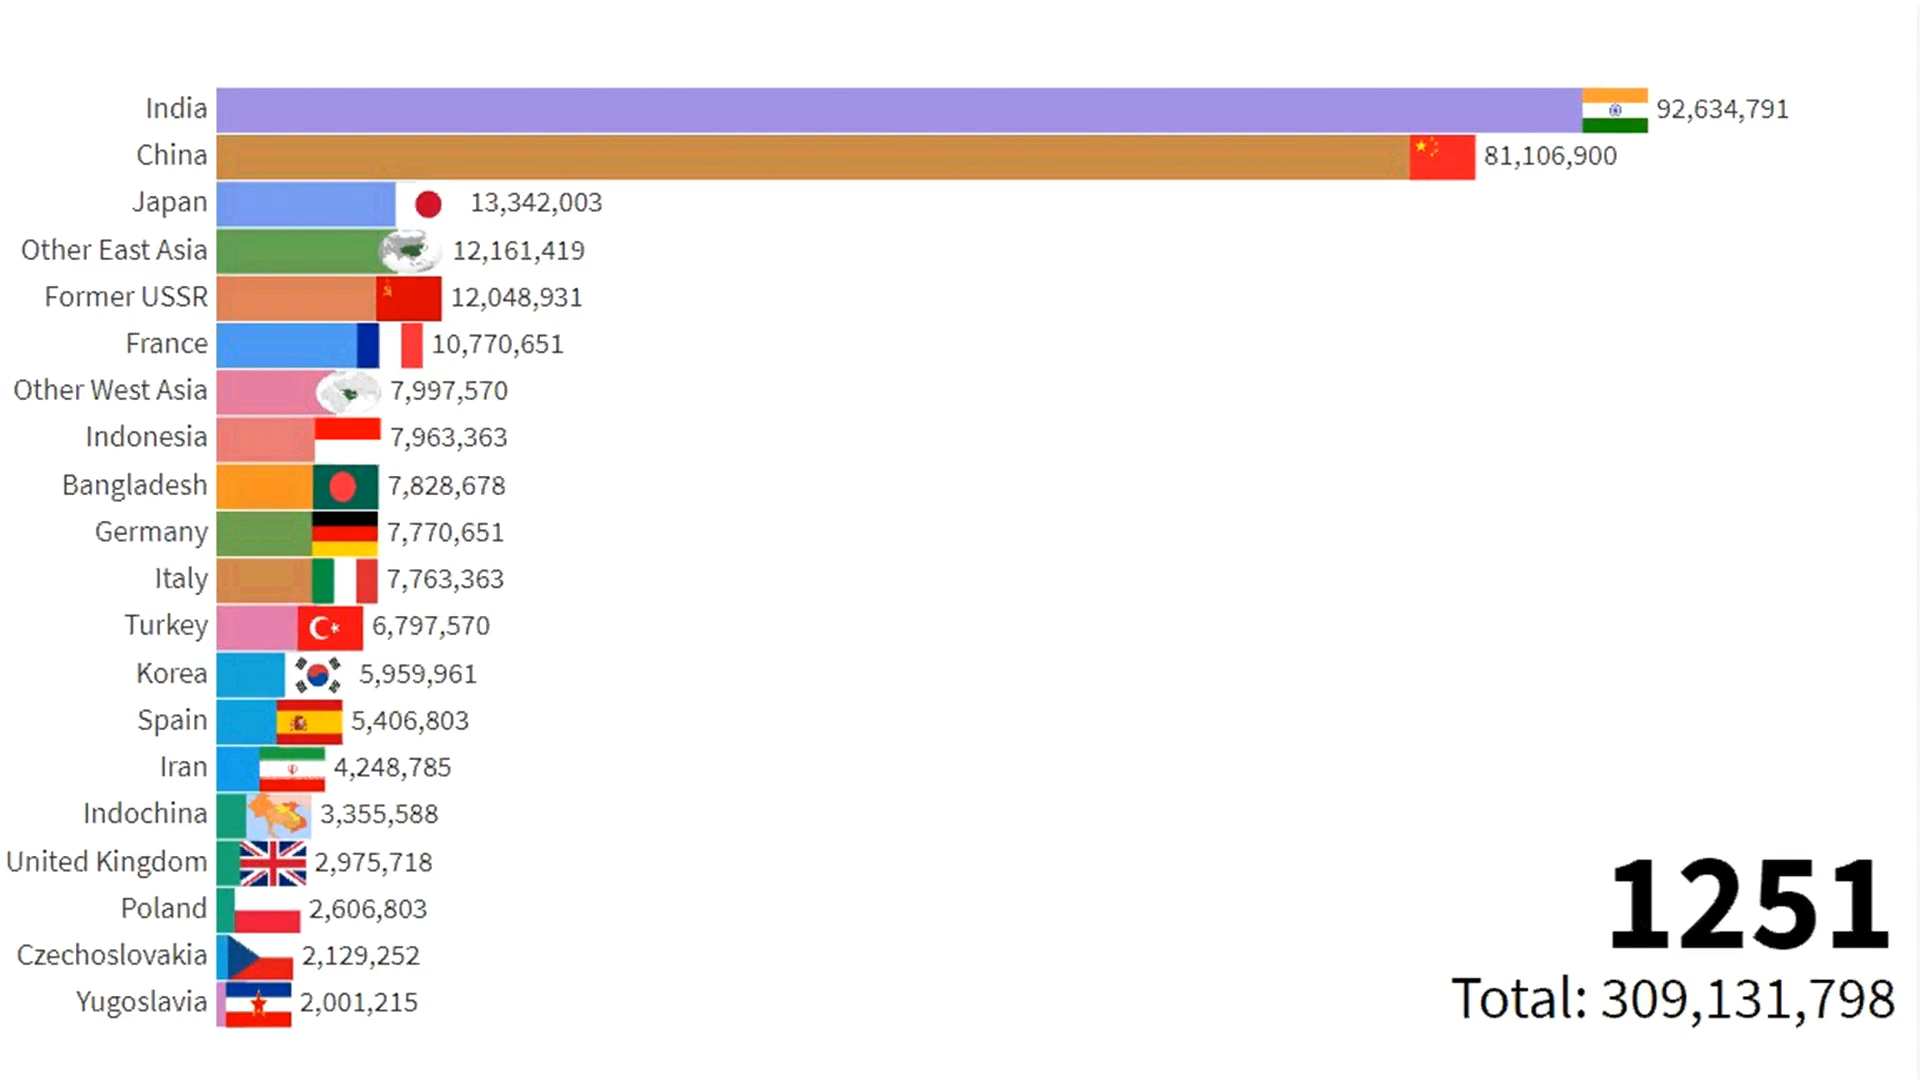 India 92,634,791
China 81,106,900
Japan 13,342,003
Other East Asia 12,161,419
Former USSR 12,048,931
France 10,770,651
Other West Asia 7,997,570
Indonesia 7,963,363
Bangladesh 7,828,678
Germany 7,770,651
Italy 7,763,363
Turkey 6,797,570
Korea 5,959,961
Spain 5,406,803
Iran 4,248,785
Indochina 3,355,588
United Kingdom 2,975,718
Poland 2,606,803
Czechoslovakia 2,129,252
Yugoslavia 2,001,215
1251
Total: 309,131,798